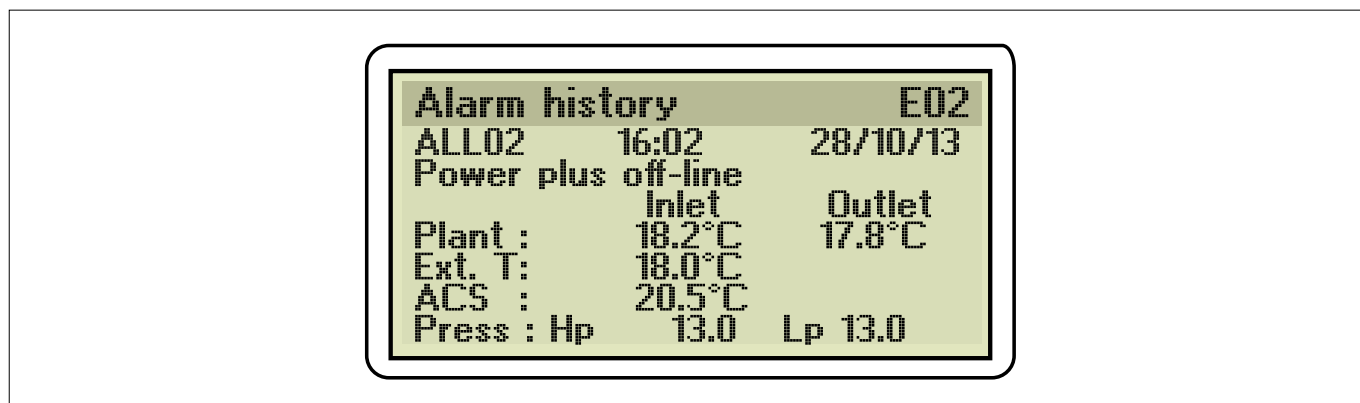 Alarm history E02
ALL02 16:02 28/10/13
Power plus off-line
Inlet Outlet
Plant : 18.2°C 17.8°C
Ext. T: 18.0°C
ACS : 20.5°C
Press : Hp 13.0 Lp 13.0